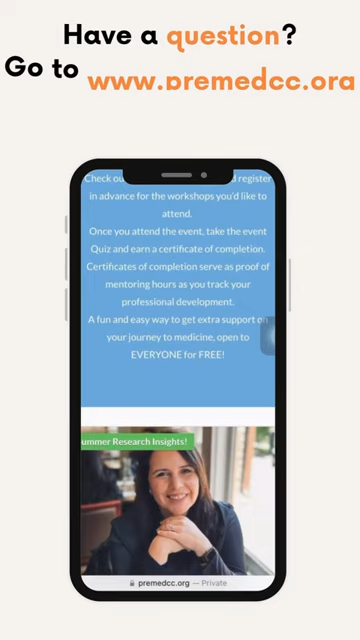 Have a question?
Go to www.premedcc.org
Check ou d register
in advance for the workshops you'd like to
attend.
Once you attend the event, take the event
Quiz and earn a certificate of completion.
Certificates of completion serve as proof of
mentoring hours as you track your
professional development.
A fun and easy way to get extra support on
your journey to medicine, open to
EVERYONE for FREE!
ummer Research Insights!
premedcc.org — Private